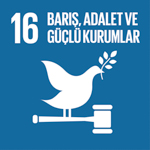 16 BARIŞ, ADALET VE
GÜÇLÜ KURUMLAR